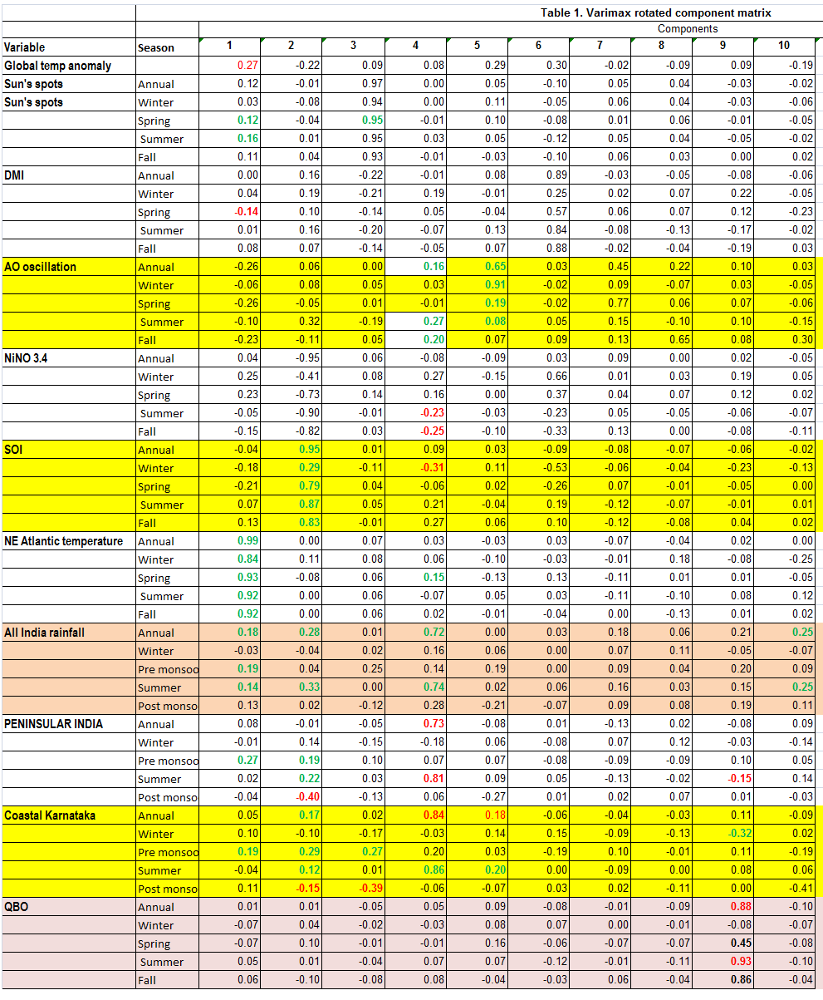 Table 1. Varimax rotated component matrix
Components
Variable Season 1 2 3 4 5 6 7 8 9 10
Global temp anomaly 0.27 -0.22 0.09 0.08 0.29 0.30 -0.02 -0.09 0.09 -0.19
Sun's spots Annual 0.12 -0.01 0.97 0.00 0.05 -0.10 0.05 0.04 -0.03 -0.02
Sun's spots Winter 0.03 -0.08 0.94 0.00 0.11 -0.05 0.06 0.04 -0.03 -0.06
Spring 0.12 -0.04 0.95 -0.01 0.10 -0.08 0.01 0.06 -0.01 -0.05
Summer 0.16 0.01 0.95 0.03 0.05 -0.12 0.05 0.04 -0.05 -0.02
Fall 0.11 0.04 0.93 -0.01 -0.03 -0.10 0.06 0.03 0.00 0.02
DMI Annual 0.00 0.16 -0.22 -0.01 0.08 0.89 -0.03 -0.05 -0.08 -0.06
Winter 0.04 0.19 -0.21 0.19 -0.01 0.25 0.02 0.07 0.22 -0.05
Spring -0.14 0.10 -0.14 0.05 -0.04 0.57 0.06 0.07 0.12 -0.23
Summer 0.01 0.16 -0.20 -0.07 0.13 0.84 -0.08 -0.13 -0.17 -0.02
Fall 0.08 0.07 -0.14 -0.05 0.07 0.88 -0.02 -0.04 -0.19 0.03
AO oscillation Annual -0.26 0.06 0.00 0.16 0.65 0.03 0.45 0.22 0.10 0.03
Winter -0.06 0.08 0.05 0.03 0.91 -0.02 0.09 -0.07 0.03 -0.05
Spring -0.26 -0.05 0.01 -0.01 0.19 -0.02 0.77 0.06 0.07 -0.06
Summer -0.10 0.32 -0.19 0.27 0.08 0.05 0.15 -0.10 0.10 -0.15
Fall -0.23 -0.11 0.05 0.20 0.07 0.09 0.13 0.65 0.08 0.30
NiNO 3.4 Annual 0.04 -0.95 0.06 -0.08 -0.09 0.03 0.09 0.00 0.02 -0.05
Winter 0.25 -0.41 0.08 0.27 -0.15 0.66 0.01 0.03 0.19 0.05
Spring 0.23 -0.73 0.14 0.16 0.00 0.37 0.04 0.07 0.12 0.02
Summer -0.05 -0.90 -0.01 -0.23 -0.03 -0.23 0.05 -0.05 -0.06 -0.07
Fall -0.15 -0.82 0.03 -0.25 -0.10 -0.33 0.13 0.00 -0.08 -0.11
SOI Annual -0.04 0.95 0.01 0.09 0.03 -0.09 -0.08 -0.07 -0.06 -0.02
Winter -0.18 0.29 -0.11 -0.31 0.11 -0.53 -0.06 -0.04 -0.23 -0.13
Spring -0.21 0.79 0.04 -0.06 0.02 -0.26 0.07 -0.01 -0.05 0.00
Summer 0.07 0.87 0.05 0.21 -0.04 0.19 -0.12 -0.07 -0.01 0.01
Fall 0.13 0.83 -0.01 0.27 0.06 0.10 -0.12 -0.08 0.04 0.02
NE Atlantic temperature Annual 0.99 0.00 0.07 0.03 -0.03 0.03 -0.07 -0.04 0.02 0.00
Winter 0.84 0.11 0.08 0.06 -0.10 -0.03 -0.01 0.18 -0.08 -0.25
Spring 0.93 -0.08 0.06 0.15 -0.13 0.13 -0.11 0.01 0.01 -0.05
Summer 0.92 0.00 0.06 -0.07 0.05 0.03 -0.11 -0.10 0.08 0.12
Fall 0.92 0.00 0.06 0.02 -0.01 -0.04 0.00 -0.13 0.01 0.02
All India rainfall Annual 0.18 0.28 0.01 0.72 0.00 0.03 0.18 0.06 0.21 0.25
Winter -0.03 -0.04 0.02 0.16 0.06 0.00 0.07 0.11 -0.05 -0.07
Pre monsoo 0.19 0.04 0.25 0.14 0.19 0.00 0.09 0.04 0.20 0.09
Summer 0.14 0.33 0.00 0.74 0.02 0.06 0.16 0.03 0.15 0.25
Post monso 0.13 0.02 -0.12 0.28 -0.21 -0.07 0.09 0.08 0.19 0.11
PENINSULAR INDIA Annual 0.08 -0.01 -0.05 0.73 -0.08 0.01 -0.13 0.02 -0.08 0.09
Winter -0.01 0.14 -0.15 -0.18 0.06 -0.08 0.07 0.12 -0.03 -0.14
Pre monsoo 0.27 0.19 0.10 0.07 0.07 -0.08 -0.09 -0.09 0.10 0.05
Summer 0.02 0.22 0.03 0.81 0.09 0.05 -0.13 -0.02 -0.15 0.14
Post monso -0.04 -0.40 -0.13 0.06 -0.27 0.01 0.02 0.07 0.01 -0.03
Coastal Karnataka Annual 0.05 0.17 0.02 0.84 0.18 -0.06 -0.04 -0.03 0.11 -0.09
Winter 0.10 -0.10 -0.17 -0.03 0.14 0.15 -0.09 -0.13 -0.32 0.02
Pre monsoo 0.19 0.29 0.27 0.20 0.03 -0.19 0.10 -0.01 0.11 -0.19
Summer -0.04 0.12 0.01 0.86 0.20 0.00 -0.09 0.00 0.08 0.06
Post monso 0.11 -0.15 -0.39 -0.06 -0.07 0.03 0.02 -0.11 0.00 -0.41
QBO Annual 0.01 0.01 -0.05 0.05 0.09 -0.08 -0.01 -0.09 0.88 -0.10
Winter -0.07 0.04 -0.02 -0.03 0.08 0.07 0.00 -0.01 -0.08 -0.07
Spring -0.07 0.10 -0.01 -0.01 0.16 -0.06 -0.07 -0.07 0.45 -0.08
Summer 0.05 0.01 -0.04 0.07 0.07 -0.12 -0.01 -0.11 0.93 -0.10
Fall 0.06 -0.10 -0.08 0.08 -0.04 -0.03 0.06 -0.04 0.86 -0.04